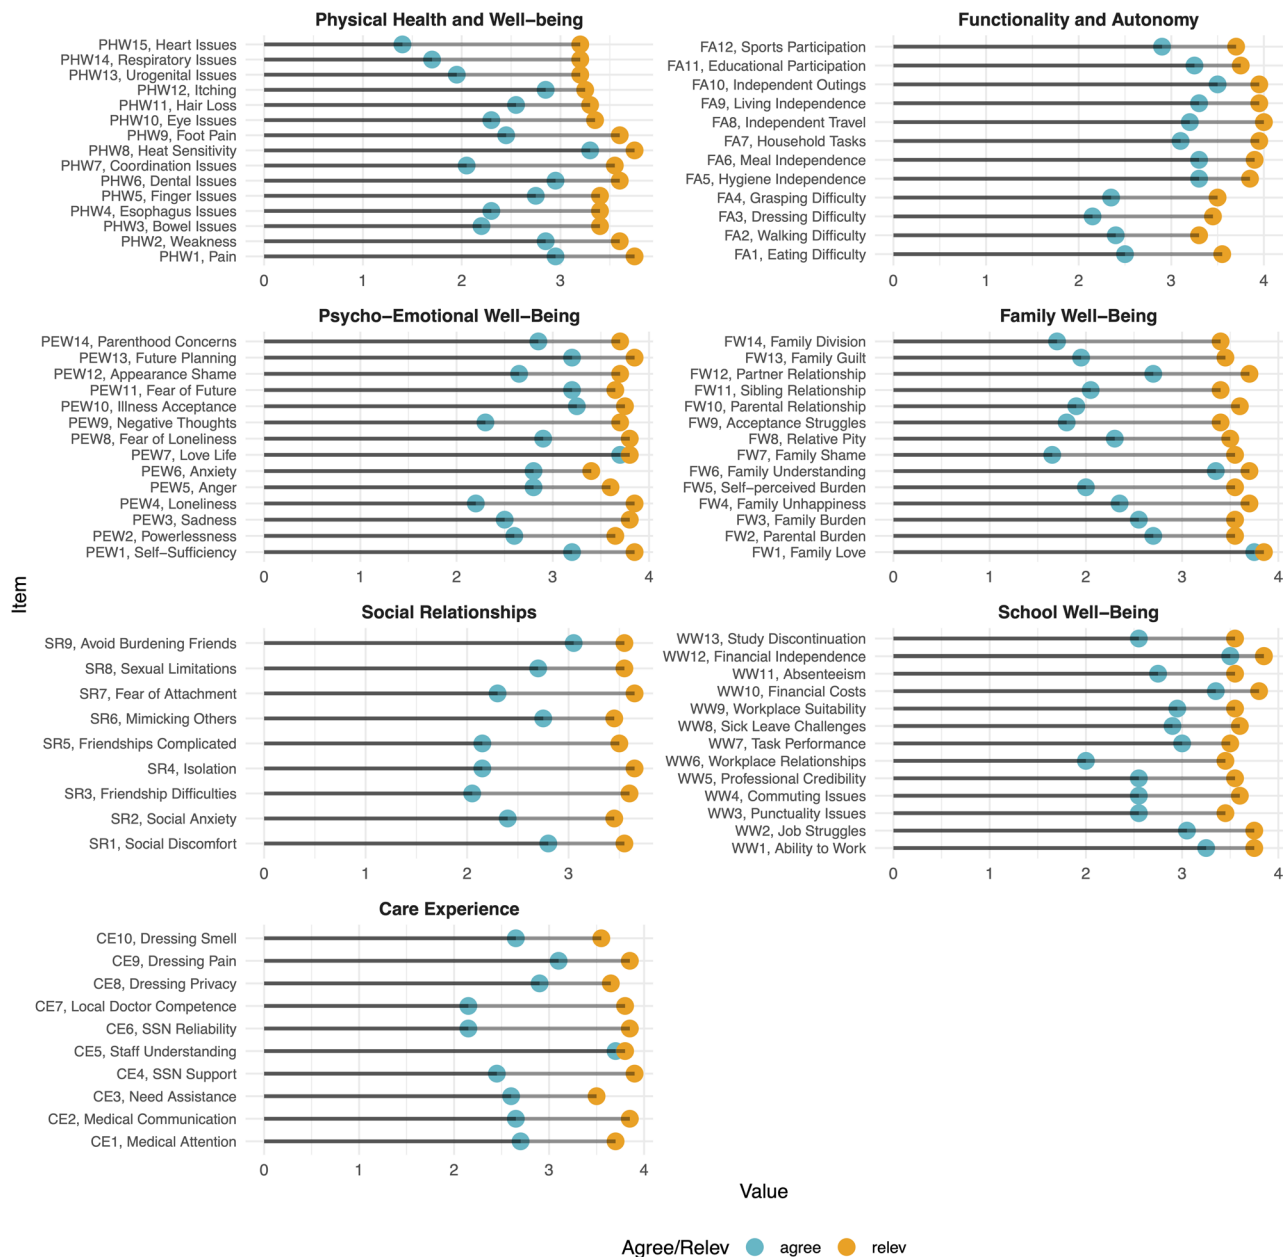 Physical Health and Well–being
PHW15, Heart Issues
PHW14, Respiratory Issues
PHW13, Urogenital Issues
PHW12, Itching
PHW11, Hair Loss
PHW10, Eye Issues
PHW9, Foot Pain
PHW8, Heat Sensitivity
PHW7, Coordination Issues
PHW6, Dental Issues
PHW5, Finger Issues
PHW4, Esophagus Issues
PHW3, Bowel Issues
PHW2, Weakness
PHW1, Pain
0 1 2 3
Functionality and Autonomy
FA12, Sports Participation
FA11, Educational Participation
FA10, Independent Outings
FA9, Living Independence
FA8, Independent Travel
FA7, Household Tasks
FA6, Meal Independence
FA5, Hygiene Independence
FA4, Grasping Difficulty
FA3, Dressing Difficulty
FA2, Walking Difficulty
FA1, Eating Difficulty
0 1 2 3 4
Psycho–Emotional Well–Being
PEW14, Parenthood Concerns
PEW13, Future Planning
PEW12, Appearance Shame
PEW11, Fear of Future
PEW10, Illness Acceptance
PEW9, Negative Thoughts
PEW8, Fear of Loneliness
PEW7, Love Life
PEW6, Anxiety
PEW5, Anger
PEW4, Loneliness
PEW3, Sadness
PEW2, Powerlessness
PEW1, Self–Sufficiency
0 1 2 3 4
Family Well–Being
FW14, Family Division
FW13, Family Guilt
FW12, Partner Relationship
FW11, Sibling Relationship
FW10, Parental Relationship
FW9, Acceptance Struggles
FW8, Relative Pity
FW7, Family Shame
FW6, Family Understanding
FW5, Self–perceived Burden
FW4, Family Unhappiness
FW3, Family Burden
FW2, Parental Burden
FW1, Family Love
0 1 2 3 4
Item
Social Relationships
SR9, Avoid Burdening Friends
SR8, Sexual Limitations
SR7, Fear of Attachment
SR6, Mimicking Others
SR5, Friendships Complicated
SR4, Isolation
SR3, Friendship Difficulties
SR2, Social Anxiety
SR1, Social Discomfort
0 1 2 3
School Well–Being
WW13, Study Discontinuation
WW12, Financial Independence
WW11, Absenteeism
WW10, Financial Costs
WW9, Workplace Suitability
WW8, Sick Leave Challenges
WW7, Task Performance
WW6, Workplace Relationships
WW5, Professional Credibility
WW4, Commuting Issues
WW3, Punctuality Issues
WW2, Job Struggles
WW1, Ability to Work
0 1 2 3 4
Care Experience
CE10, Dressing Smell
CE9, Dressing Pain
CE8, Dressing Privacy
CE7, Local Doctor Competence
CE6, SSN Reliability
CE5, Staff Understanding
CE4, SSN Support
CE3, Need Assistance
CE2, Medical Communication
CE1, Medical Attention
0 1 2 3 4
Value
Agree/Relev agree relev